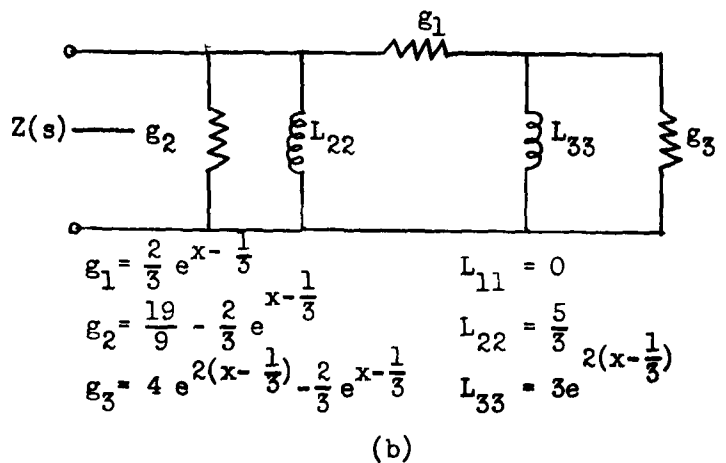 g₁
Z(s)
g₂
L₂₂
L₃₃
g₃
g₁ = 2/3 e^(x - 1/3)
L₁₁ = 0
g₂ = 19/9 - 2/3 e^(x-1/3)
L₂₂ = 5/3
g₃ = 4 e^(2(x - 1/3)) - 2/3 e^(x-1/3)
L₃₃ = 3e^(2(x-1/3))
(b)